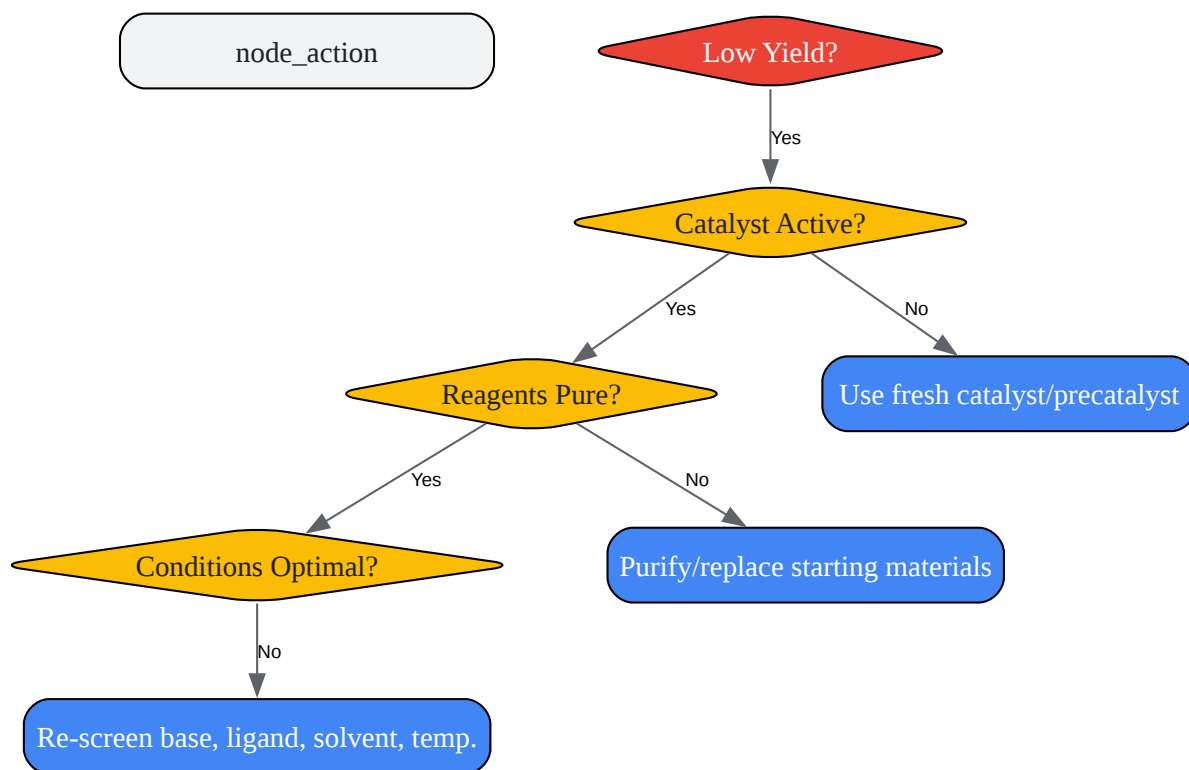 node_action
Low Yield?
Yes
Catalyst Active?
Yes
No
Reagents Pure?
Use fresh catalyst/precatalyst
Yes
No
Conditions Optimal?
Purify/replace starting materials
No
Re-screen base, ligand, solvent, temp.